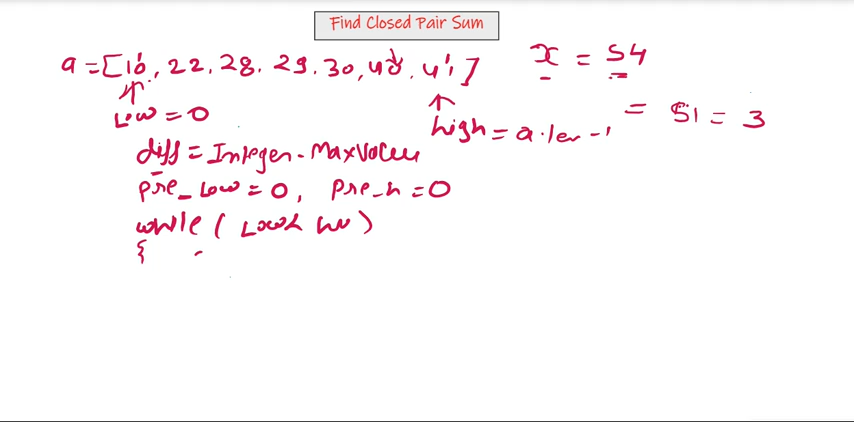 Find Closed Pair Sum
a = [10, 22, 28, 29, 30, 40, 41] x = 54
Low = 0 high = a.len - 1 = 51 = 3
diff = Integer.MaxValue
pre_Low = 0, pre_h = 0
while ( Low <
{